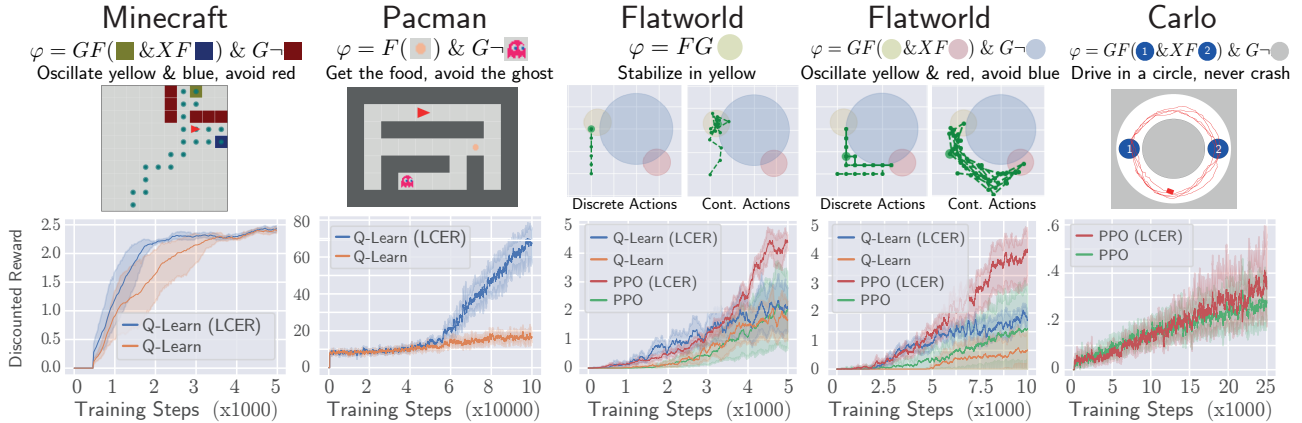 Minecraft
φ = GF( &XF ) & G¬
Oscillate yellow & blue, avoid red
Discounted Reward
2.5
2.0
1.5
1.0
0.5
0.0
Q-Learn (LCER)
Q-Learn
0 1 2 3 4 5
Training Steps (x1000)
Pacman
φ = F( ) & G¬
Get the food, avoid the ghost
80
60
40
20
0
Q-Learn (LCER)
Q-Learn
0 2 4 6 8 10
Training Steps (x10000)
Flatworld
φ = FG
Stabilize in yellow
Discrete Actions
Cont. Actions
5
4
3
2
1
0
Q-Learn (LCER)
Q-Learn
PPO (LCER)
PPO
0 1 2 3 4 5
Training Steps (x1000)
Flatworld
φ = GF( &XF ) & G¬
Oscillate yellow & red, avoid blue
Discrete Actions
Cont. Actions
5
4
3
2
1
0
Q-Learn (LCER)
Q-Learn
PPO (LCER)
PPO
0 2.5 5 7.5 10
Training Steps (x1000)
Carlo
φ = GF( 1 &XF 2 ) & G¬
Drive in a circle, never crash
1
2
.6
.4
.2
0
PPO (LCER)
PPO
0 5 10 15 20 25
Training Steps (x1000)